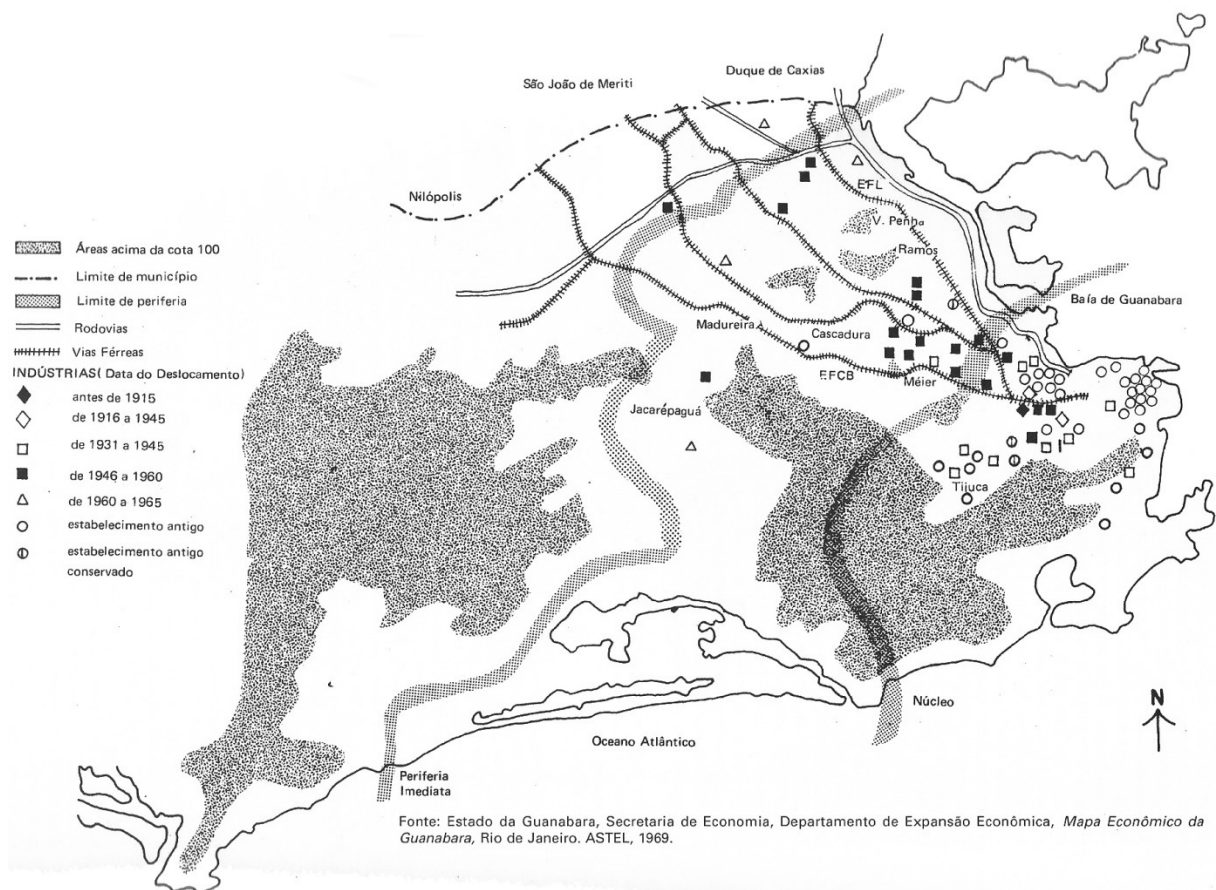 Duque de Caxias
São João de Meriti
Nilópolis
EFL
V. Penha
Ramos
Baía de Guanabara
Madureira
Cascadura
EFCB
Méier
Jacarépaguá
Tijuca
Áreas acima da cota 100
Limite de município
Limite de periferia
Rodovias
Vias Férreas
INDÚSTRIAS (Data do Deslocamento)
antes de 1915
de 1916 a 1945
de 1931 a 1945
de 1946 a 1960
de 1960 a 1965
estabelecimento antigo
estabelecimento antigo
conservado
Núcleo
N
Oceano Atlântico
Periferia
Imediata
Fonte: Estado da Guanabara, Secretaria de Economia, Departamento de Expansão Econômica, Mapa Econômico da
Guanabara, Rio de Janeiro. ASTEL, 1969.